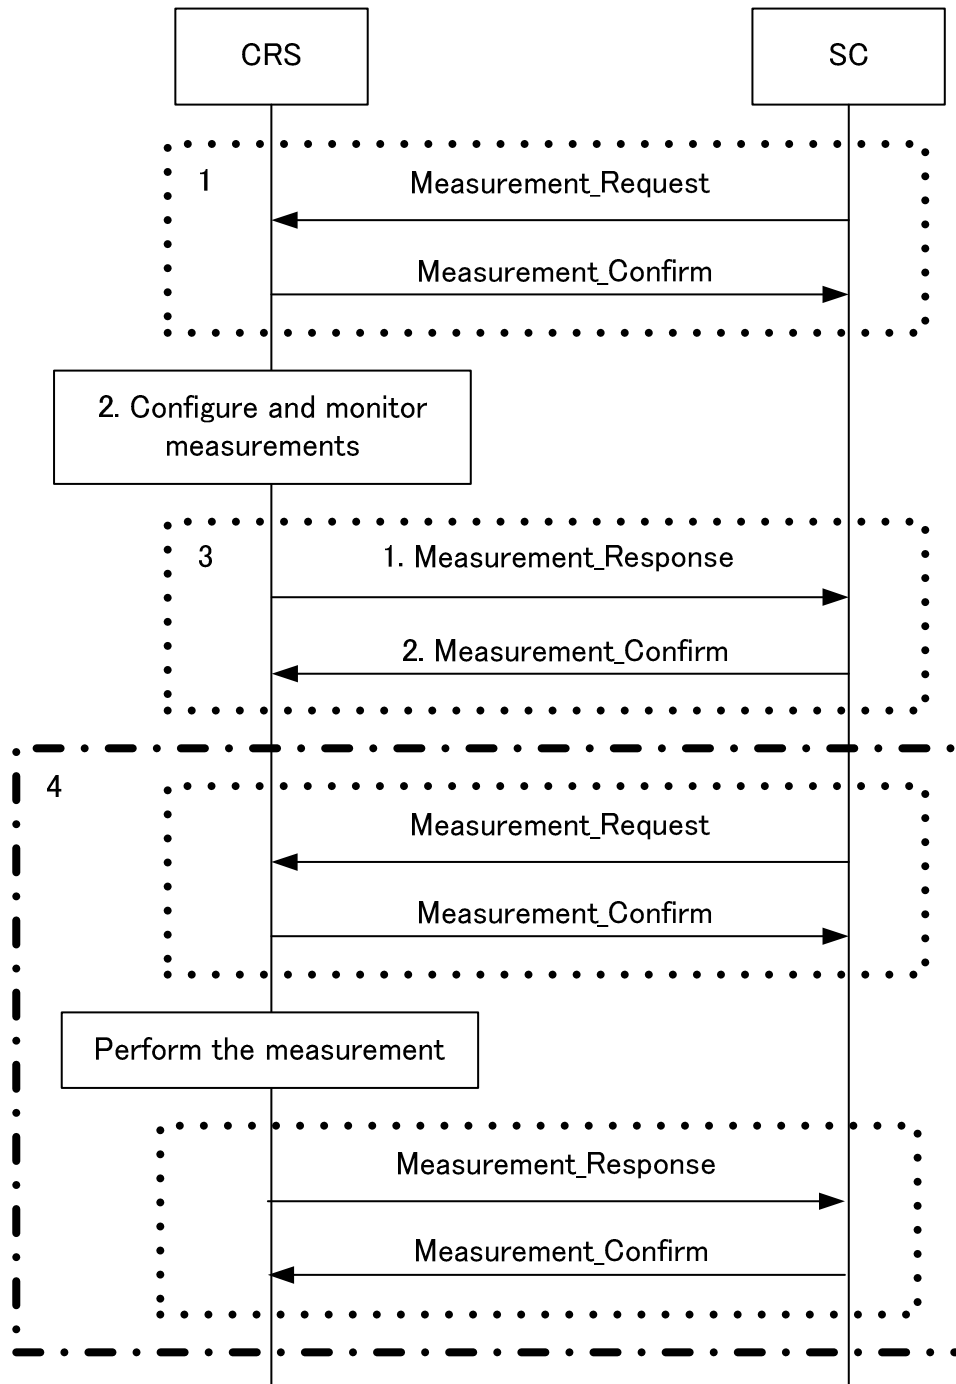 CRS
SC
1
Measurement_Request
Measurement_Confirm
2. Configure and monitor
measurements
3
1. Measurement_Response
2. Measurement_Confirm
4
Measurement_Request
Measurement_Confirm
Perform the measurement
Measurement_Response
Measurement_Confirm